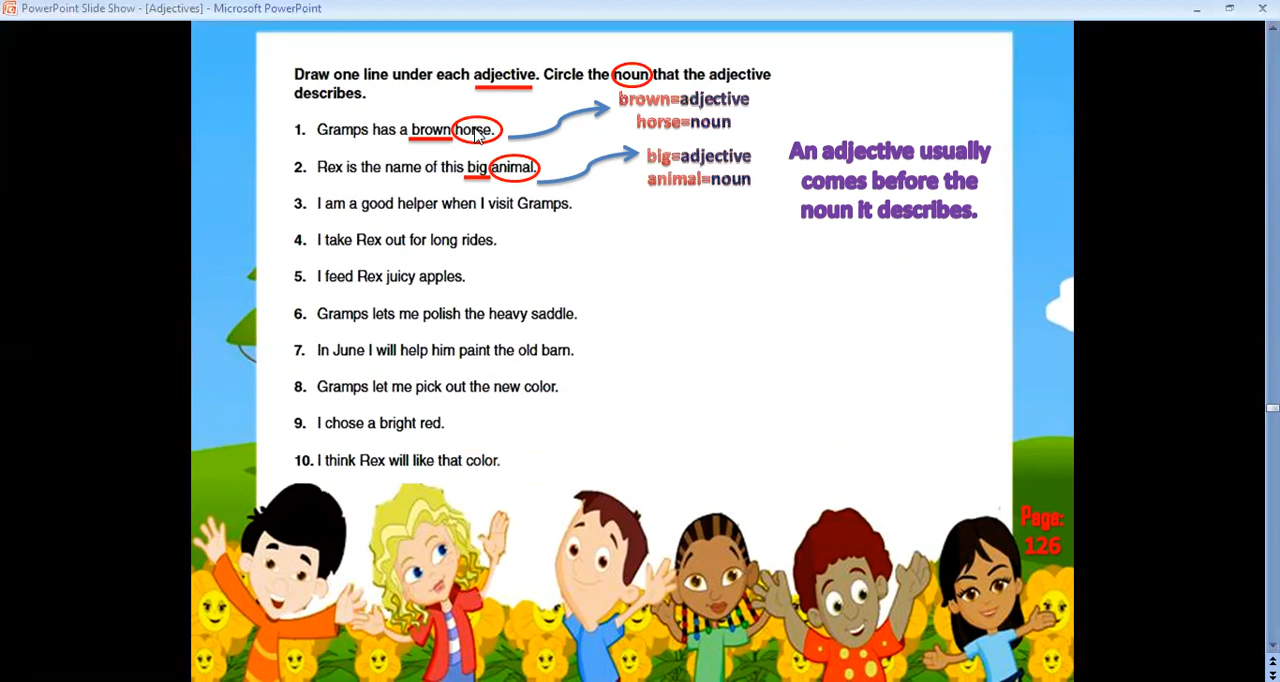 PowerPoint Slide Show - [Adjectives] - Microsoft PowerPoint
Draw one line under each adjective. Circle the noun that the adjective
describes.
brown=adjective
horse=noun
1. Gramps has a brown horse.
big=adjective
animal=noun
2. Rex is the name of this big animal.
An adjective usually
comes before the
noun it describes.
3. I am a good helper when I visit Gramps.
4. I take Rex out for long rides.
5. I feed Rex juicy apples.
6. Gramps lets me polish the heavy saddle.
7. In June I will help him paint the old barn.
8. Gramps let me pick out the new color.
9. I chose a bright red.
10. I think Rex will like that color.
Page:
126